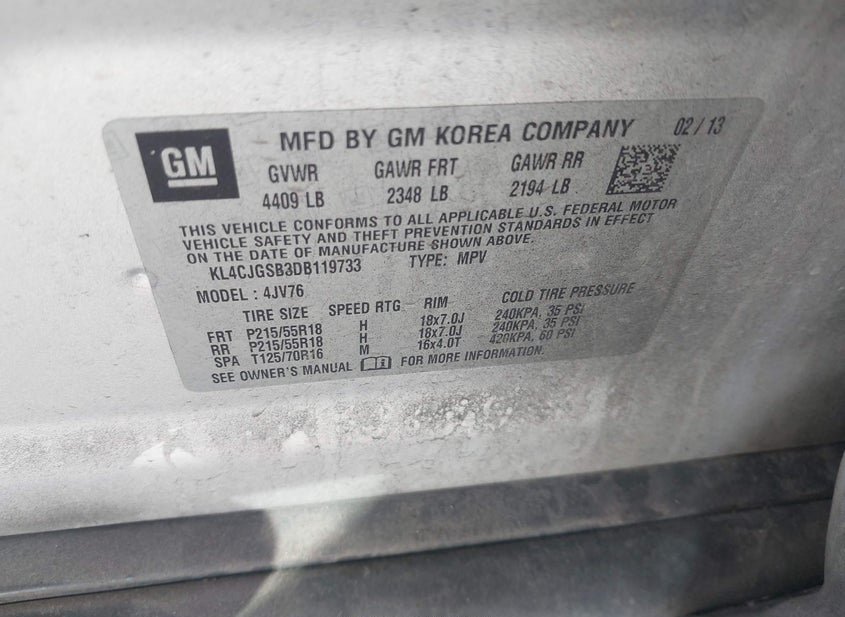 GM
MFD BY GM KOREA COMPANY 02/13
GVWR GAWR FRT GAWR RR
4409 LB 2348 LB 2194 LB
THIS VEHICLE CONFORMS TO ALL APPLICABLE U.S. FEDERAL MOTOR
VEHICLE SAFETY AND THEFT PREVENTION STANDARDS IN EFFECT
ON THE DATE OF MANUFACTURE SHOWN ABOVE.
KL4CJGSB3DB119733 TYPE: MPV
MODEL: 4JV76
TIRE SIZE SPEED RTG RIM COLD TIRE PRESSURE
FRT P215/55R18 H 18x7.0J 240KPA, 35 PSI
RR P215/55R18 H 18x7.0J 240KPA, 35 PSI
SPA T125/70R16 M 16x4.0T 420KPA, 60 PSI
SEE OWNER'S MANUAL FOR MORE INFORMATION.